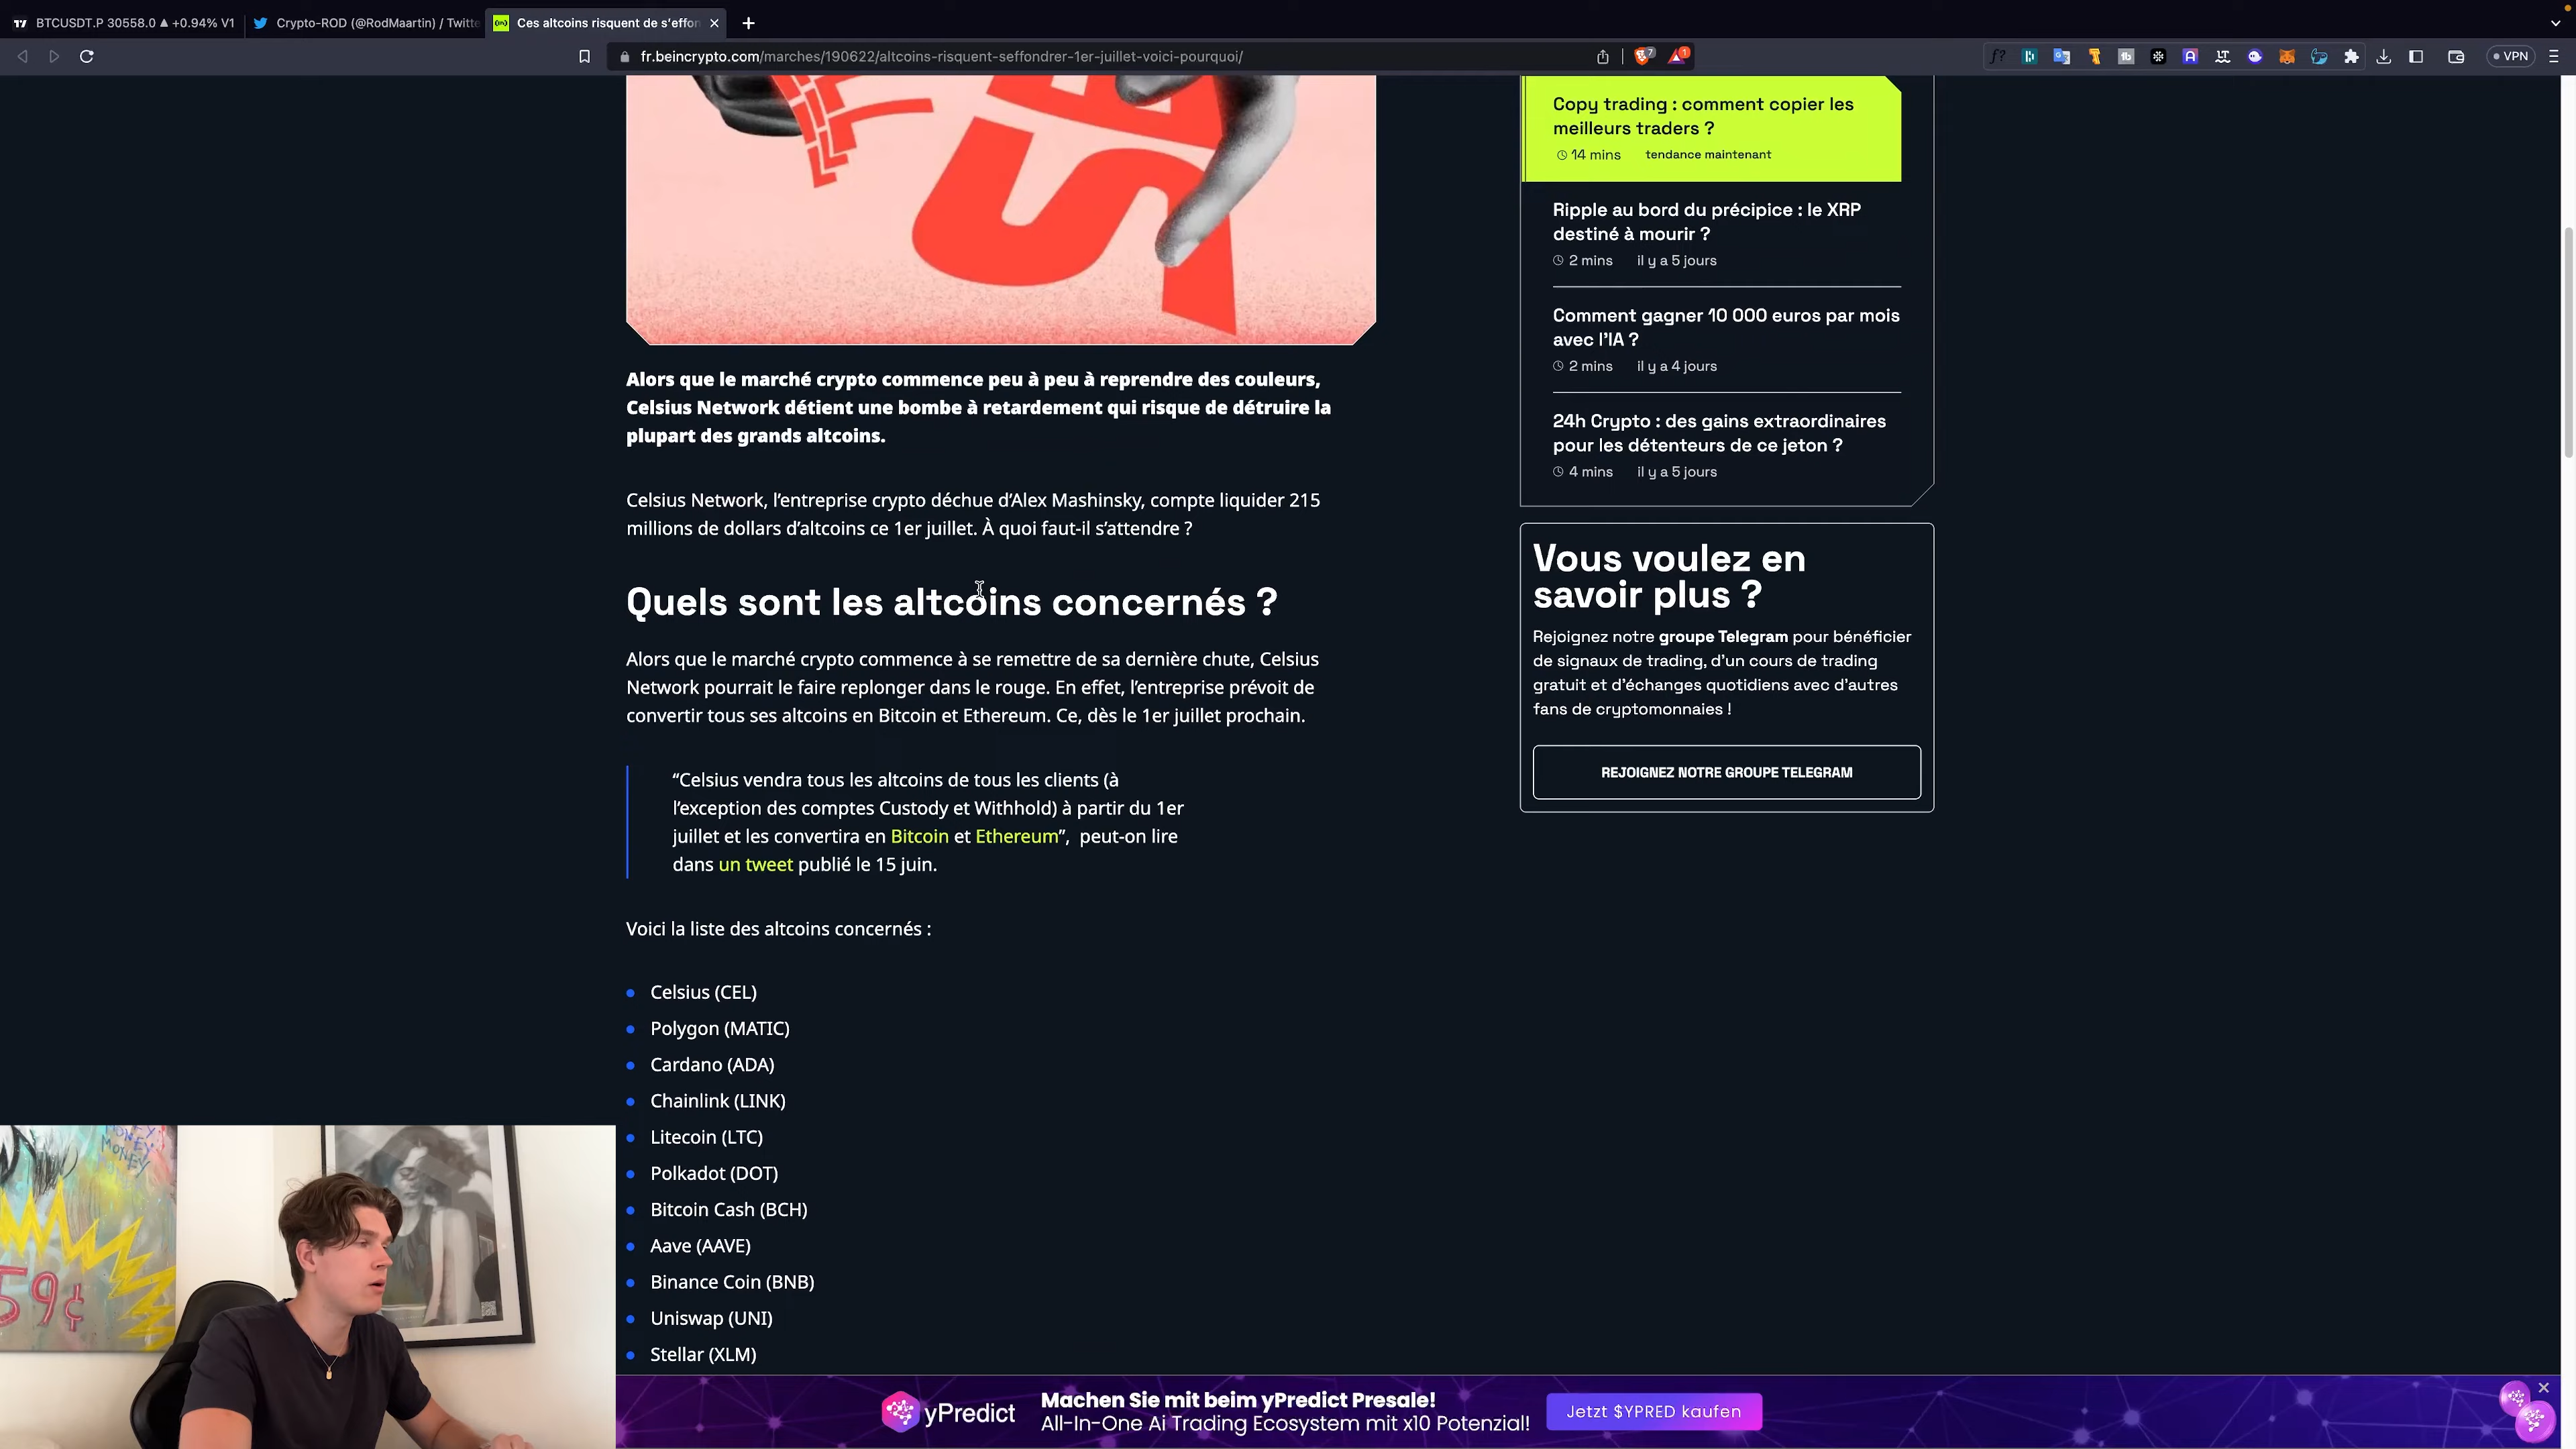 BTCUSDT.P 30558.0 ▲ +0.94% V1
Crypto-ROD (@RodMaartin) / Twitte
Ces altcoins risquent de s'effon
fr.beincrypto.com/marches/190622/altcoins-risquent-seffondrer-1er-juillet-voici-pourquoi/
7
1
VPN
Copy trading : comment copier les
meilleurs traders ?
14 mins tendance maintenant
Ripple au bord du précipice : le XRP
destiné à mourir ?
2 mins il y a 5 jours
Comment gagner 10 000 euros par mois
avec l'IA ?
2 mins il y a 4 jours
24h Crypto : des gains extraordinaires
pour les détenteurs de ce jeton ?
4 mins il y a 5 jours
Vous voulez en
savoir plus ?
Rejoignez notre groupe Telegram pour bénéficier
de signaux de trading, d'un cours de trading
gratuit et d'échanges quotidiens avec d'autres
fans de cryptomonnaies !
REJOIGNEZ NOTRE GROUPE TELEGRAM
Alors que le marché crypto commence peu à peu à reprendre des couleurs,
Celsius Network détient une bombe à retardement qui risque de détruire la
plupart des grands altcoins.
Celsius Network, l'entreprise crypto déchue d'Alex Mashinsky, compte liquider 215
millions de dollars d'altcoins ce 1er juillet. À quoi faut-il s'attendre ?
Quels sont les altcoins concernés ?
Alors que le marché crypto commence à se remettre de sa dernière chute, Celsius
Network pourrait le faire replonger dans le rouge. En effet, l'entreprise prévoit de
convertir tous ses altcoins en Bitcoin et Ethereum. Ce, dès le 1er juillet prochain.
“Celsius vendra tous les altcoins de tous les clients (à
l'exception des comptes Custody et Withhold) à partir du 1er
juillet et les convertira en Bitcoin et Ethereum”, peut-on lire
dans un tweet publié le 15 juin.
Voici la liste des altcoins concernés :
Celsius (CEL)
Polygon (MATIC)
Cardano (ADA)
Chainlink (LINK)
Litecoin (LTC)
Polkadot (DOT)
Bitcoin Cash (BCH)
Aave (AAVE)
Binance Coin (BNB)
Uniswap (UNI)
Stellar (XLM)
MONEY
MONEY
59¢
yPredict
Machen Sie mit beim yPredict Presale!
All-In-One Ai Trading Ecosystem mit x10 Potenzial!
Jetzt $YPRED kaufen